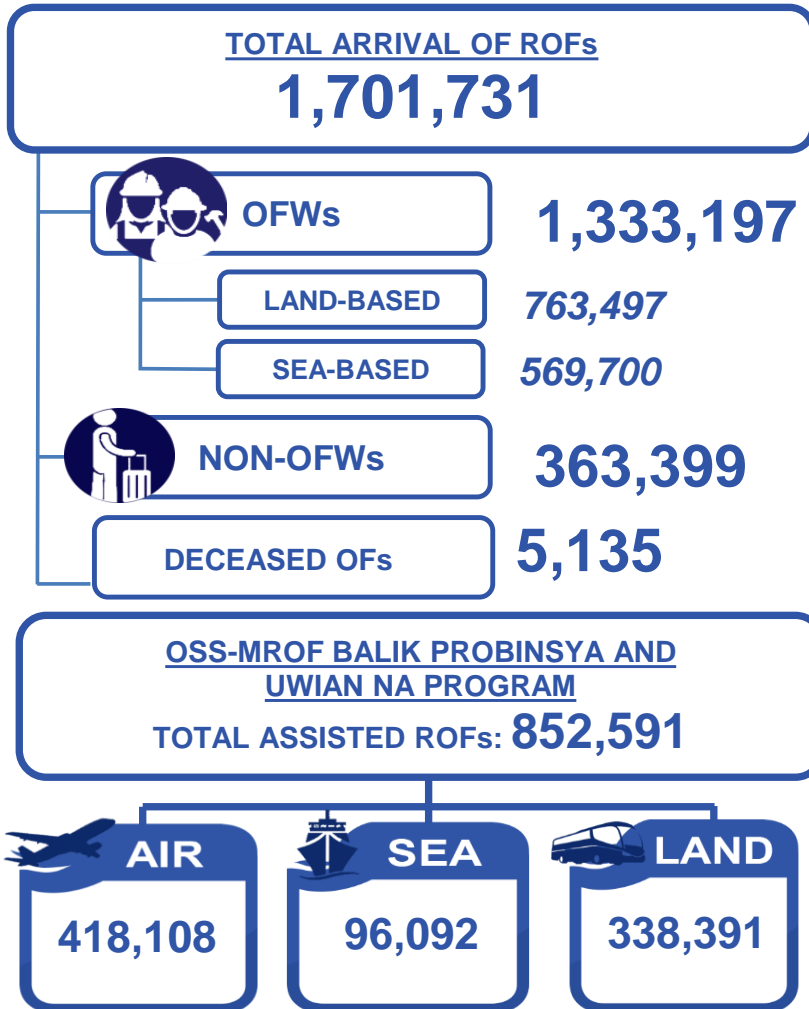 TOTAL ARRIVAL OF ROFs
1,701,731
OFWs
1,333,197
LAND-BASED
763,497
SEA-BASED
569,700
NON-OFWs
363,399
DECEASED OFs
5,135
OSS-MROF BALIK PROBINSYA AND
UWIAN NA PROGRAM
TOTAL ASSISTED ROFs: 852,591
AIR
418,108
SEA
96,092
LAND
338,391